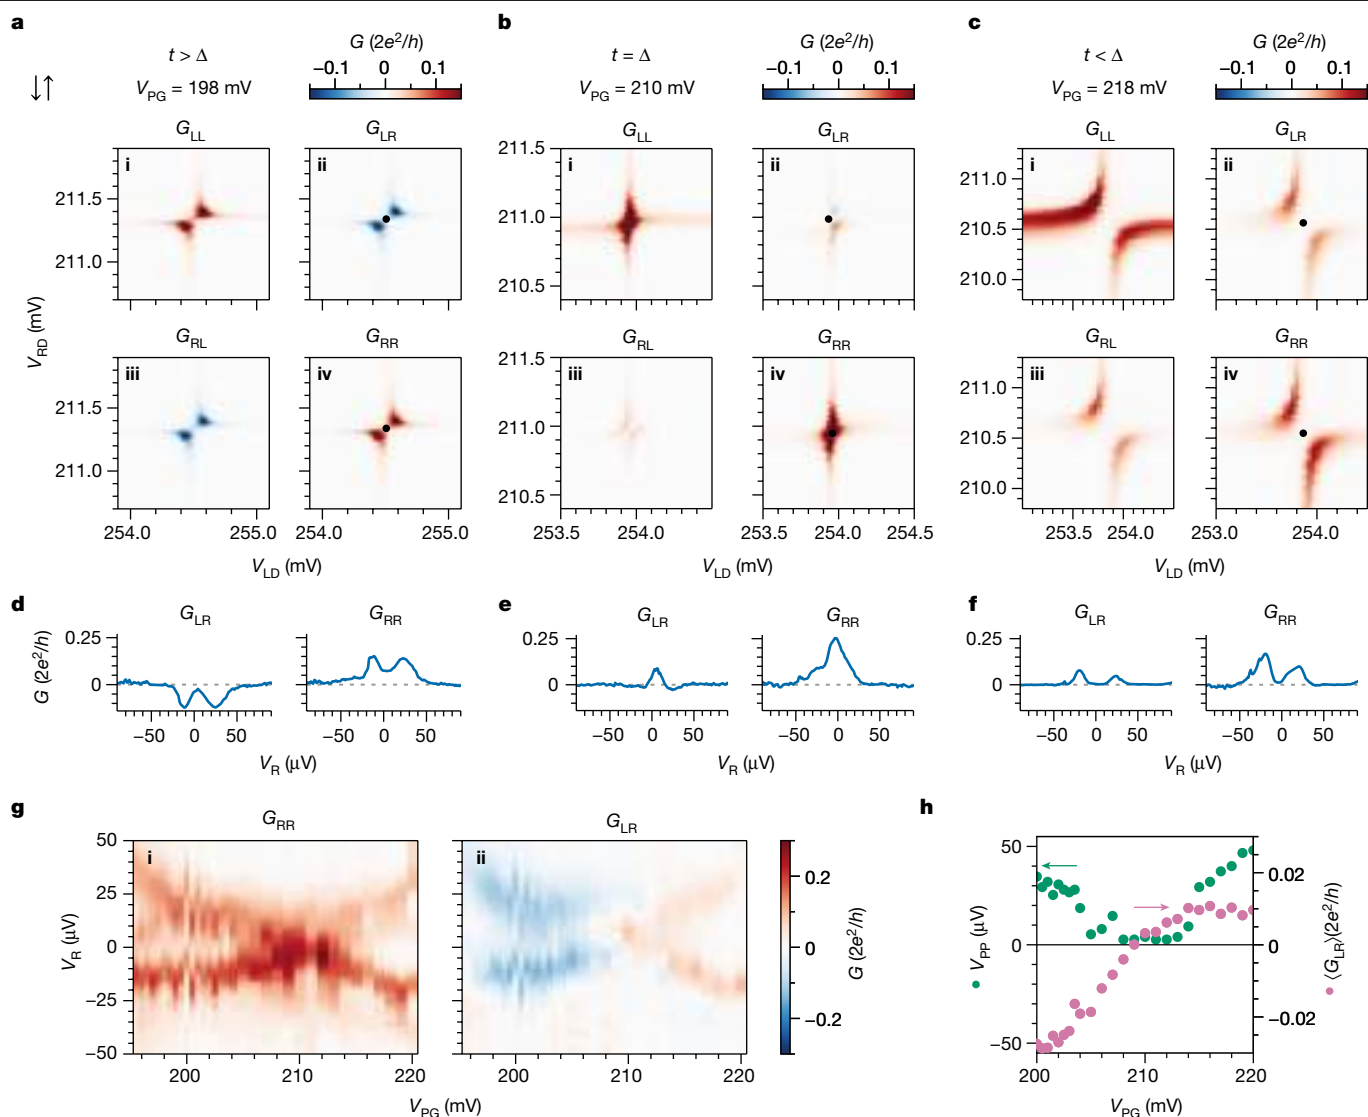 a
t > Δ
V_PG = 198 mV
G (2e²/h)
−0.1 0 0.1
↓↑
b
t = Δ
V_PG = 210 mV
G (2e²/h)
−0.1 0 0.1
c
t < Δ
V_PG = 218 mV
G (2e²/h)
−0.1 0 0.1
G_LL
i
G_LR
ii
211.5
211.0
G_RL
iii
G_RR
iv
211.5
211.0
254.0 255.0
254.0 255.0
V_RD (mV)
V_LD (mV)
G_LL
i
G_LR
ii
211.5
211.0
210.5
G_RL
iii
G_RR
iv
211.5
211.0
210.5
253.5 254.0
253.5 254.0 254.5
V_LD (mV)
G_LL
i
G_LR
ii
211.0
210.5
210.0
G_RL
iii
G_RR
iv
211.0
210.5
210.0
253.5 254.0
253.0 254.0
V_LD (mV)
d
G_LR
G_RR
0.25
0
G (2e²/h)
−50 0 50
−50 0 50
V_R (μV)
e
G_LR
G_RR
0.25
0
−50 0 50
−50 0 50
V_R (μV)
f
G_LR
G_RR
0.25
0
−50 0 50
−50 0 50
V_R (μV)
g
G_RR
i
G_LR
ii
50
25
0
−25
−50
V_R (μV)
200 210 220
200 210 220
V_PG (mV)
0.2
0
−0.2
G (2e²/h)
h
50
0
−50
V_PP (μV)
0.02
0
−0.02
⟨G_LR⟩(2e²/h)
200 210 220
V_PG (mV)